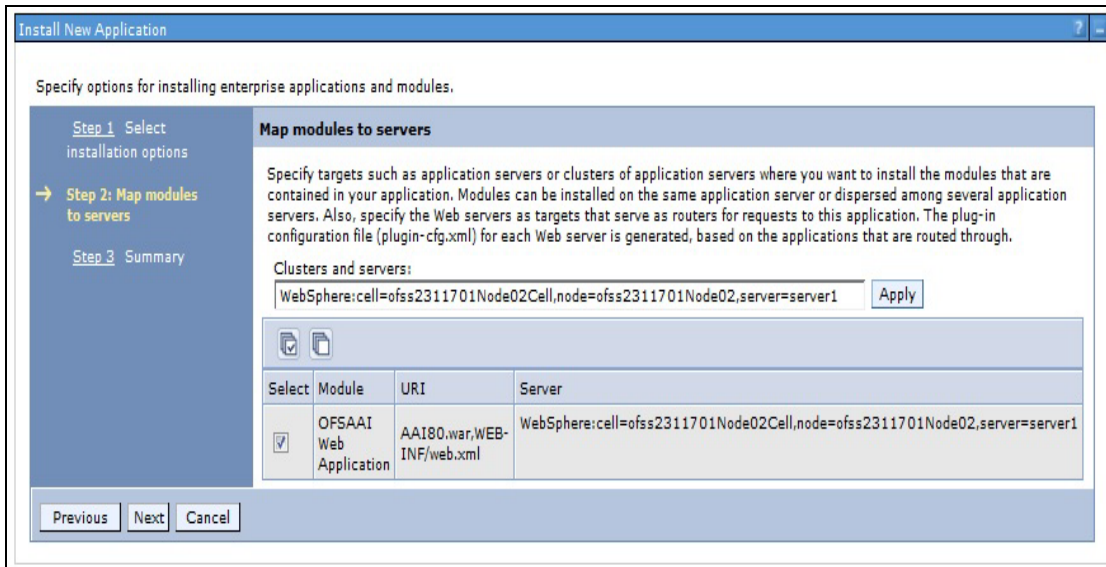 Install New Application
?
Specify options for installing enterprise applications and modules.
Step 1 Select
installation options
Step 2: Map modules
to servers
Step 3 Summary
Map modules to servers
Specify targets such as application servers or clusters of application servers where you want to install the modules that are
contained in your application. Modules can be installed on the same application server or dispersed among several application
servers. Also, specify the Web servers as targets that serve as routers for requests to this application. The plug-in
configuration file (plugin-cfg.xml) for each Web server is generated, based on the applications that are routed through.
Clusters and servers:
WebSphere:cell=ofss2311701Node02Cell,node=ofss2311701Node02,server=server1
Apply
Select Module URI Server
OFSAAI
Web
Application
AAI80.war,WEB-
INF/web.xml
WebSphere:cell=ofss2311701Node02Cell,node=ofss2311701Node02,server=server1
Previous Next Cancel